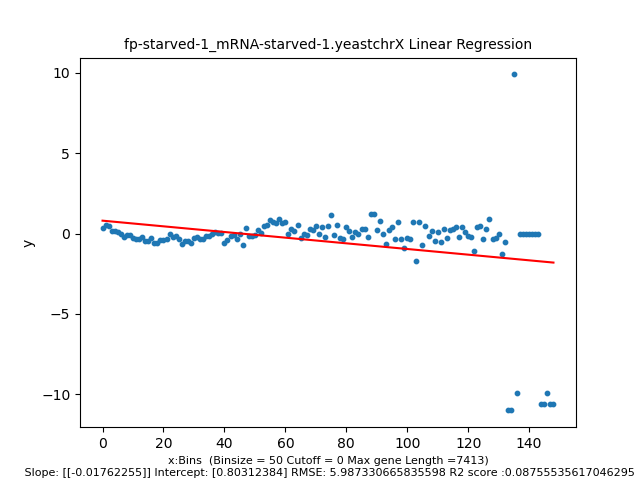 fp-starved-1_mRNA-starved-1.yeastchrX Linear Regression
10
5
0
−5
−10
y
0 20 40 60 80 100 120 140
x:Bins (Binsize = 50 Cutoff = 0 Max gene Length =7413)
Slope: [[-0.01762255]] Intercept: [0.80312384] RMSE: 5.987330665835598 R2 score :0.08755535617046295